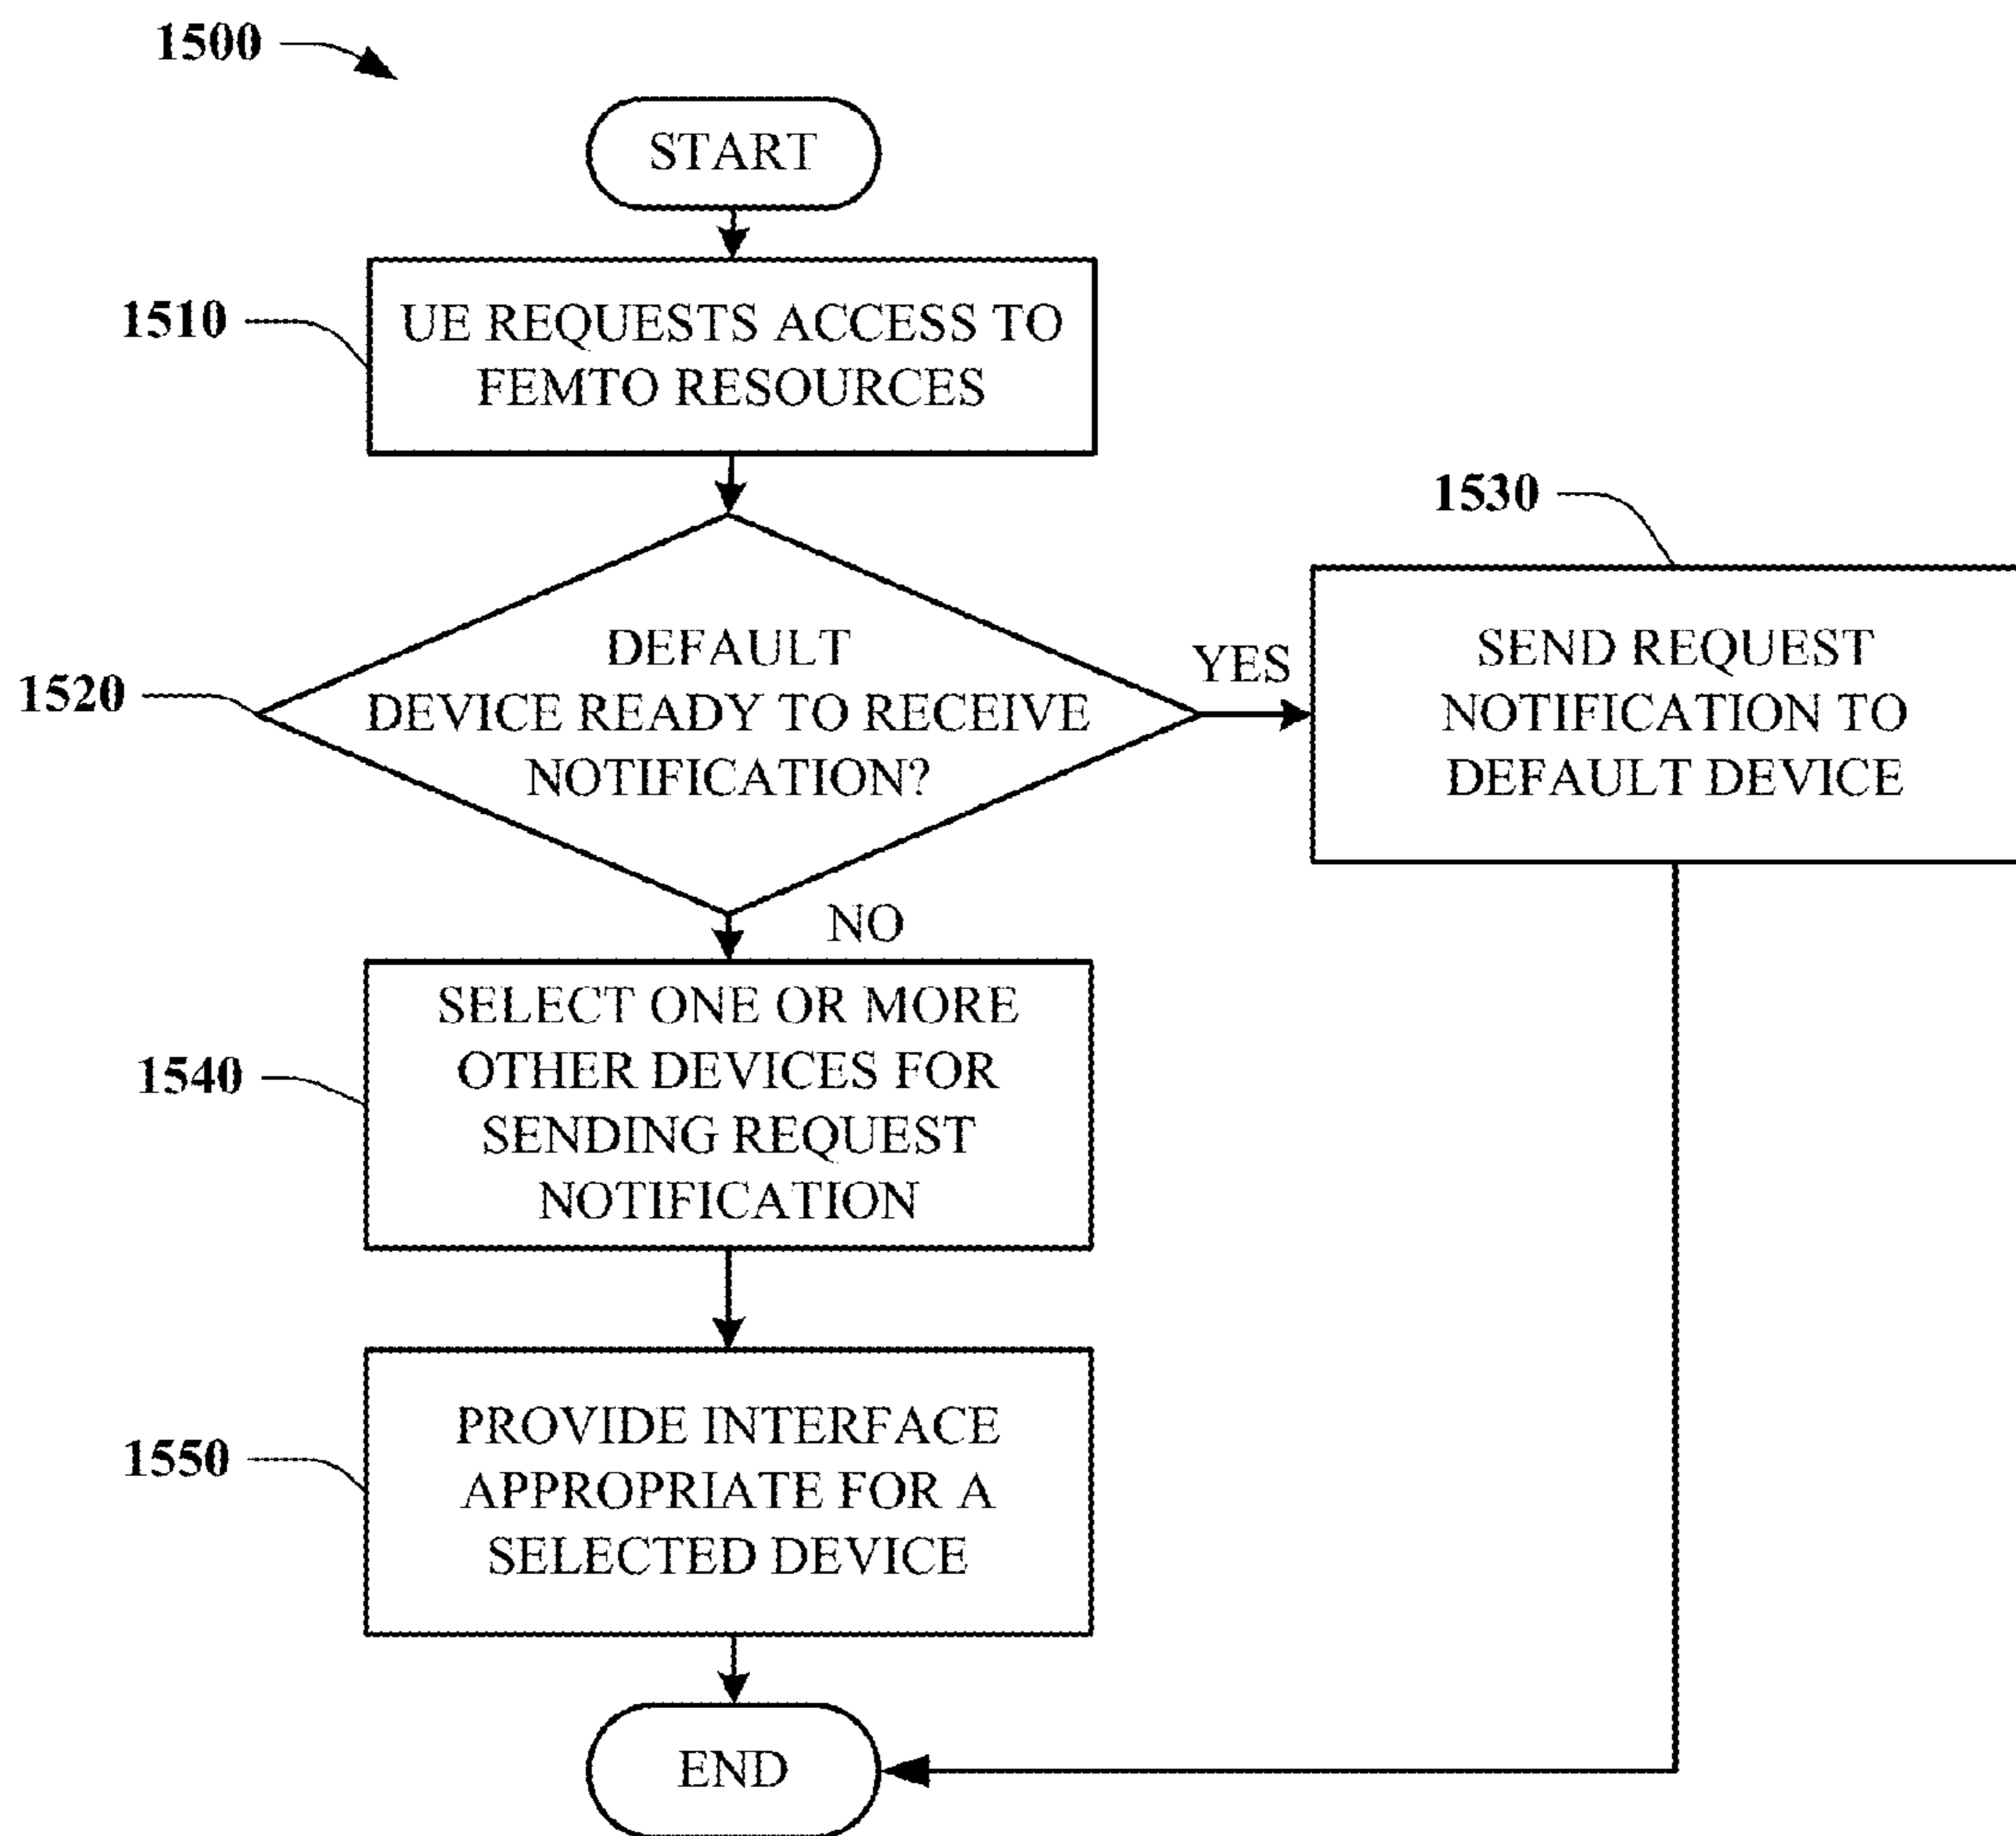 1500
START
1510
UE REQUESTS ACCESS TO
FEMTO RESOURCES
1520
DEFAULT
DEVICE READY TO RECEIVE
NOTIFICATION?
YES
1530
SEND REQUEST
NOTIFICATION TO
DEFAULT DEVICE
NO
1540
SELECT ONE OR MORE
OTHER DEVICES FOR
SENDING REQUEST
NOTIFICATION
1550
PROVIDE INTERFACE
APPROPRIATE FOR A
SELECTED DEVICE
END